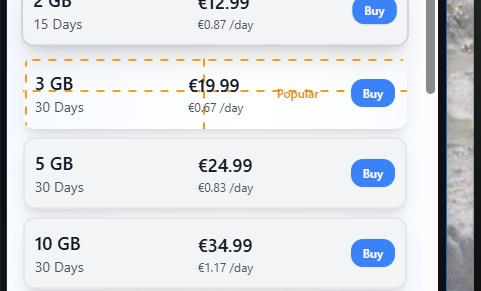 2 GB €12.99 Buy
15 Days €0.87 /day
3 GB €19.99 Popular Buy
30 Days €0.67 /day
5 GB €24.99 Buy
30 Days €0.83 /day
10 GB €34.99 Buy
30 Days €1.17 /day